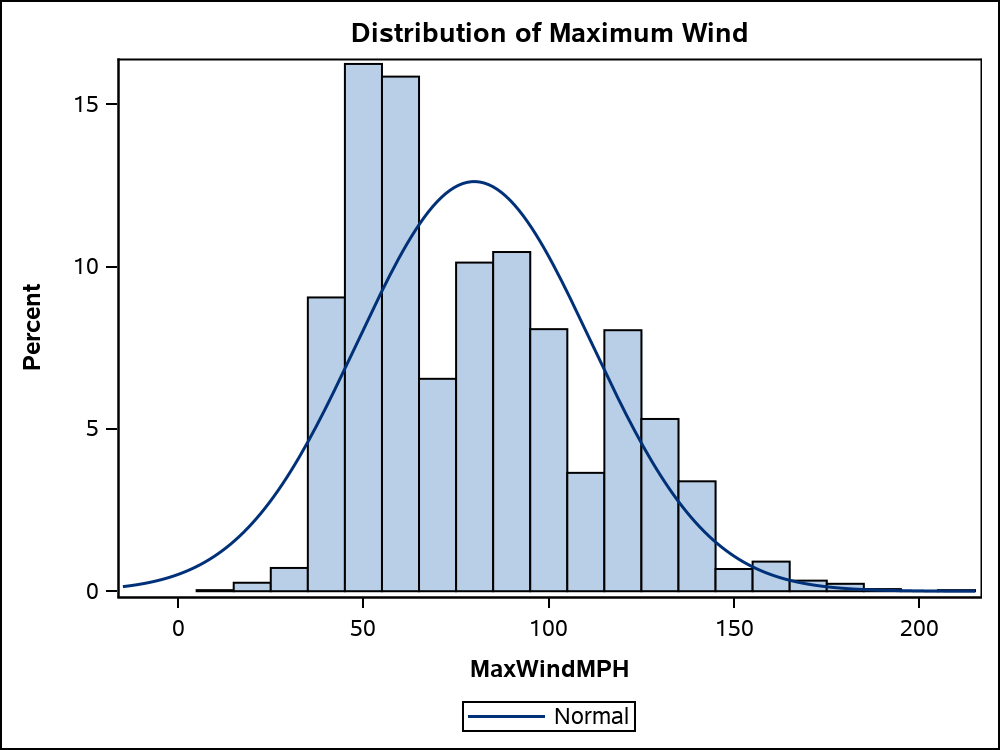 Distribution of Maximum Wind
Percent
15
10
5
0
0 50 100 150 200
MaxWindMPH
Normal